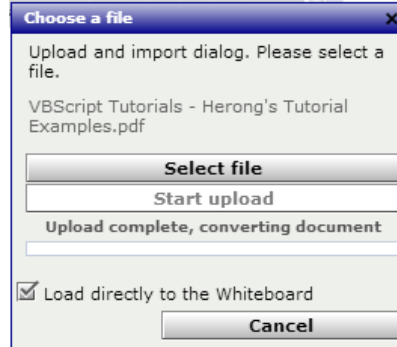 Choose a file
Upload and import dialog. Please select a
file.
VBScript Tutorials - Herong's Tutorial
Examples.pdf
Select file
Start upload
Upload complete, converting document
Load directly to the Whiteboard
Cancel